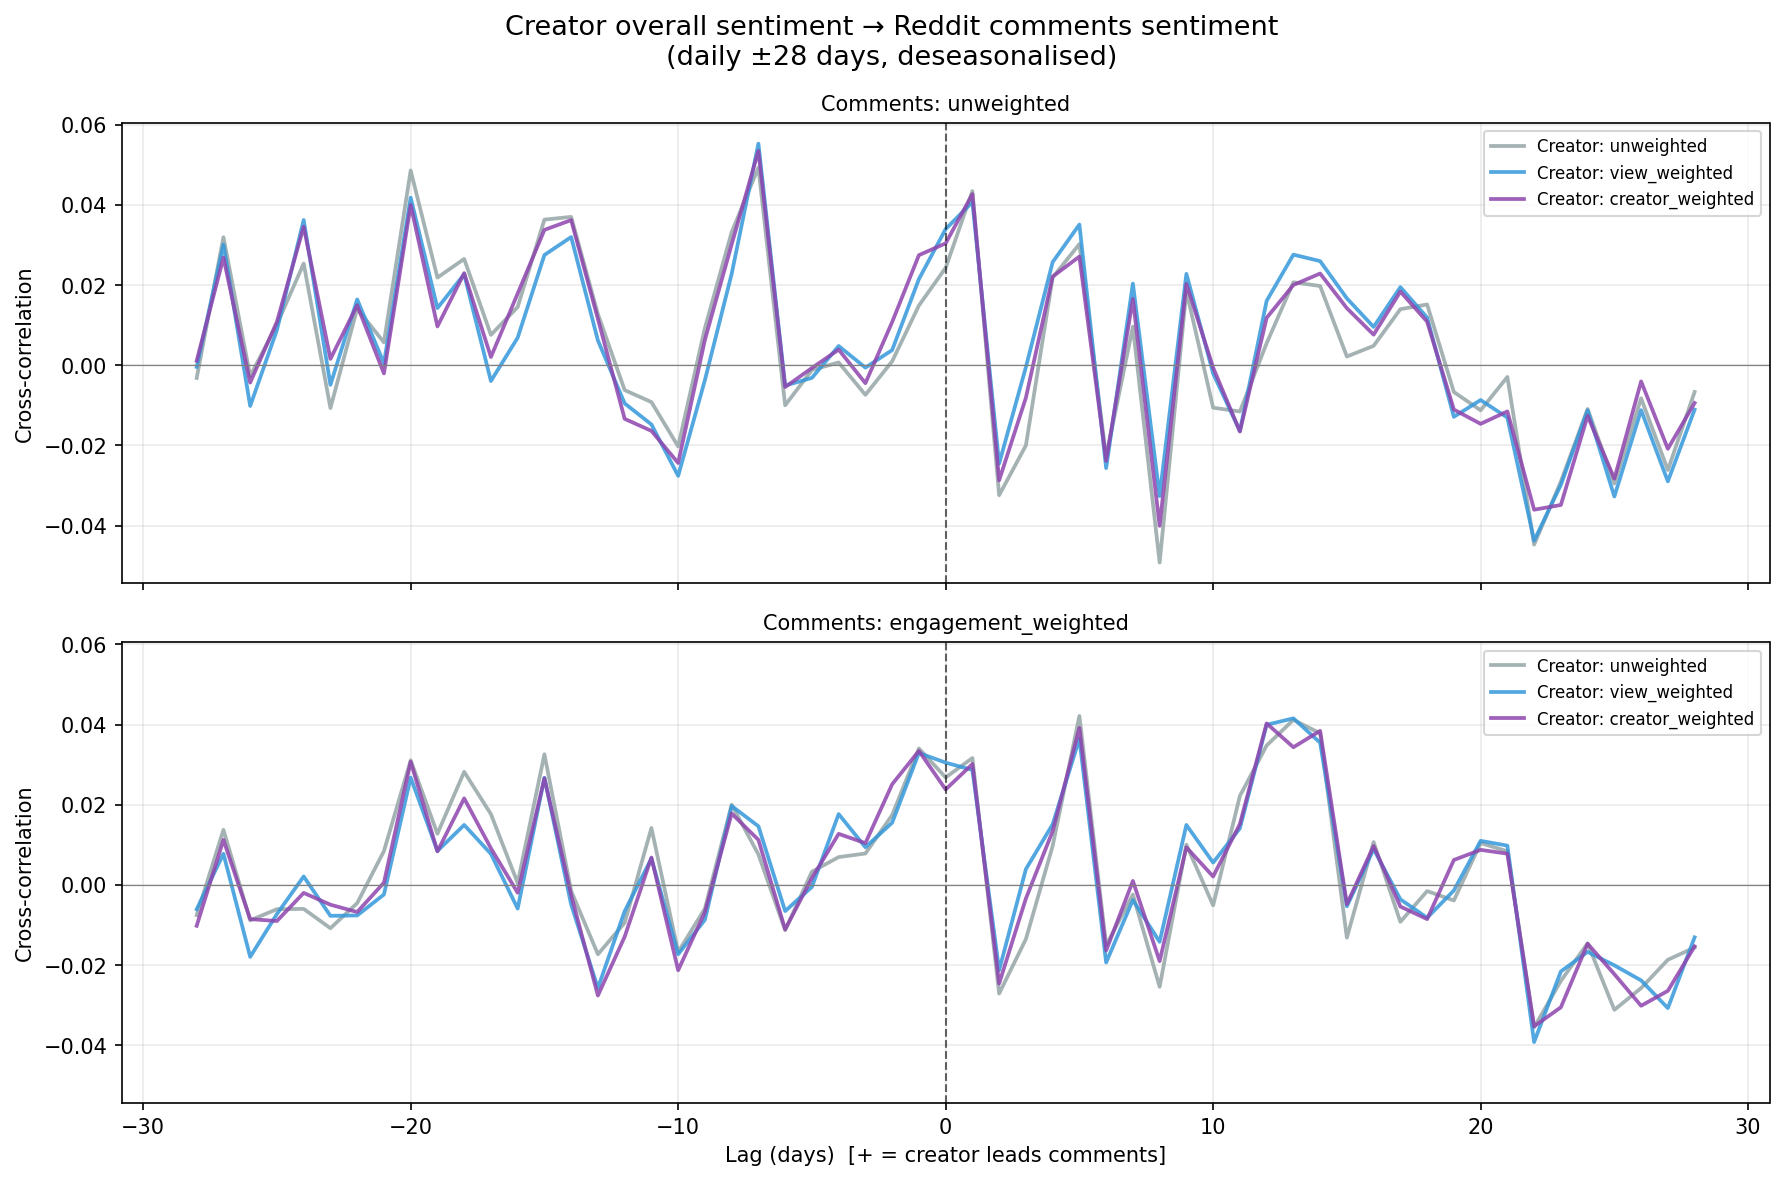 Creator overall sentiment → Reddit comments sentiment
(daily ±28 days, deseasonalised)
Comments: unweighted
Cross-correlation
0.06
0.04
0.02
0.00
−0.02
−0.04
Creator: unweighted
Creator: view_weighted
Creator: creator_weighted
Comments: engagement_weighted
Cross-correlation
0.06
0.04
0.02
0.00
−0.02
−0.04
Creator: unweighted
Creator: view_weighted
Creator: creator_weighted
−30 −20 −10 0 10 20 30
Lag (days)  [+ = creator leads comments]